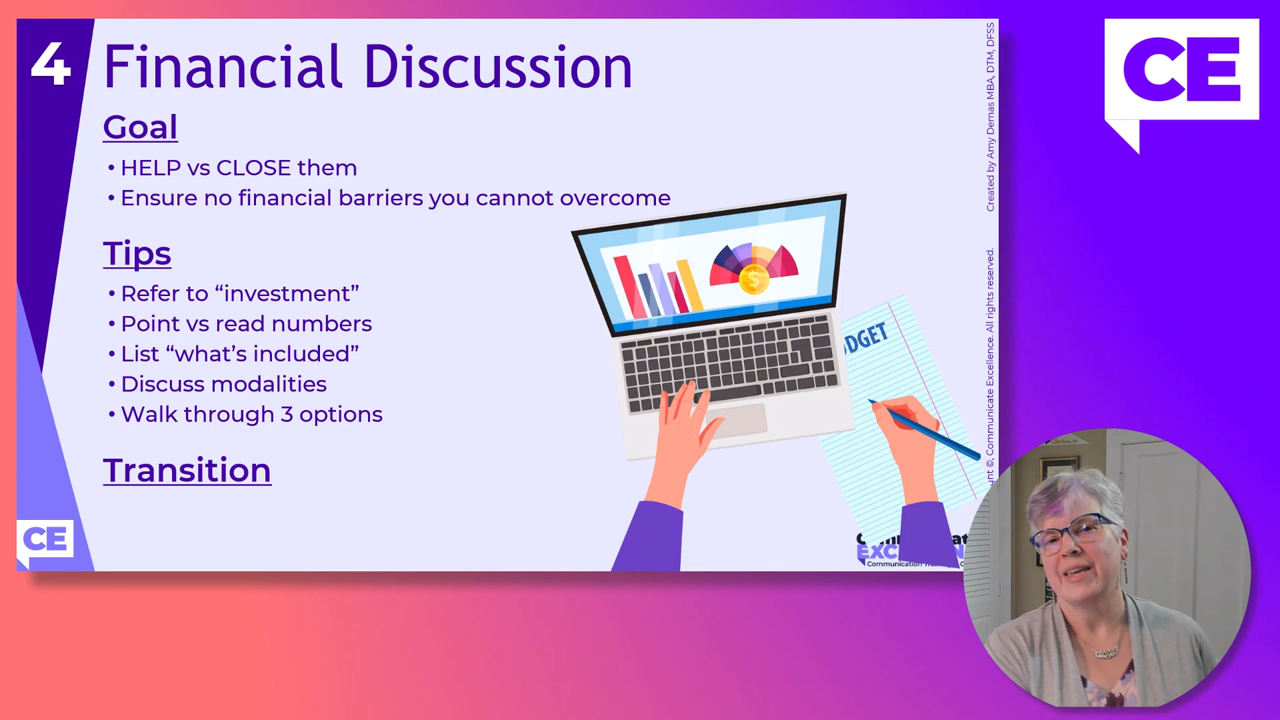 4
Financial Discussion
Goal
• HELP vs CLOSE them
• Ensure no financial barriers you cannot overcome
Tips
• Refer to “investment”
• Point vs read numbers
• List “what’s included”
• Discuss modalities
• Walk through 3 options
Transition
CE
CE
Created by Amy Demas MBA, DTM, DFSS
©, Communicate Excellence. All rights reserved.